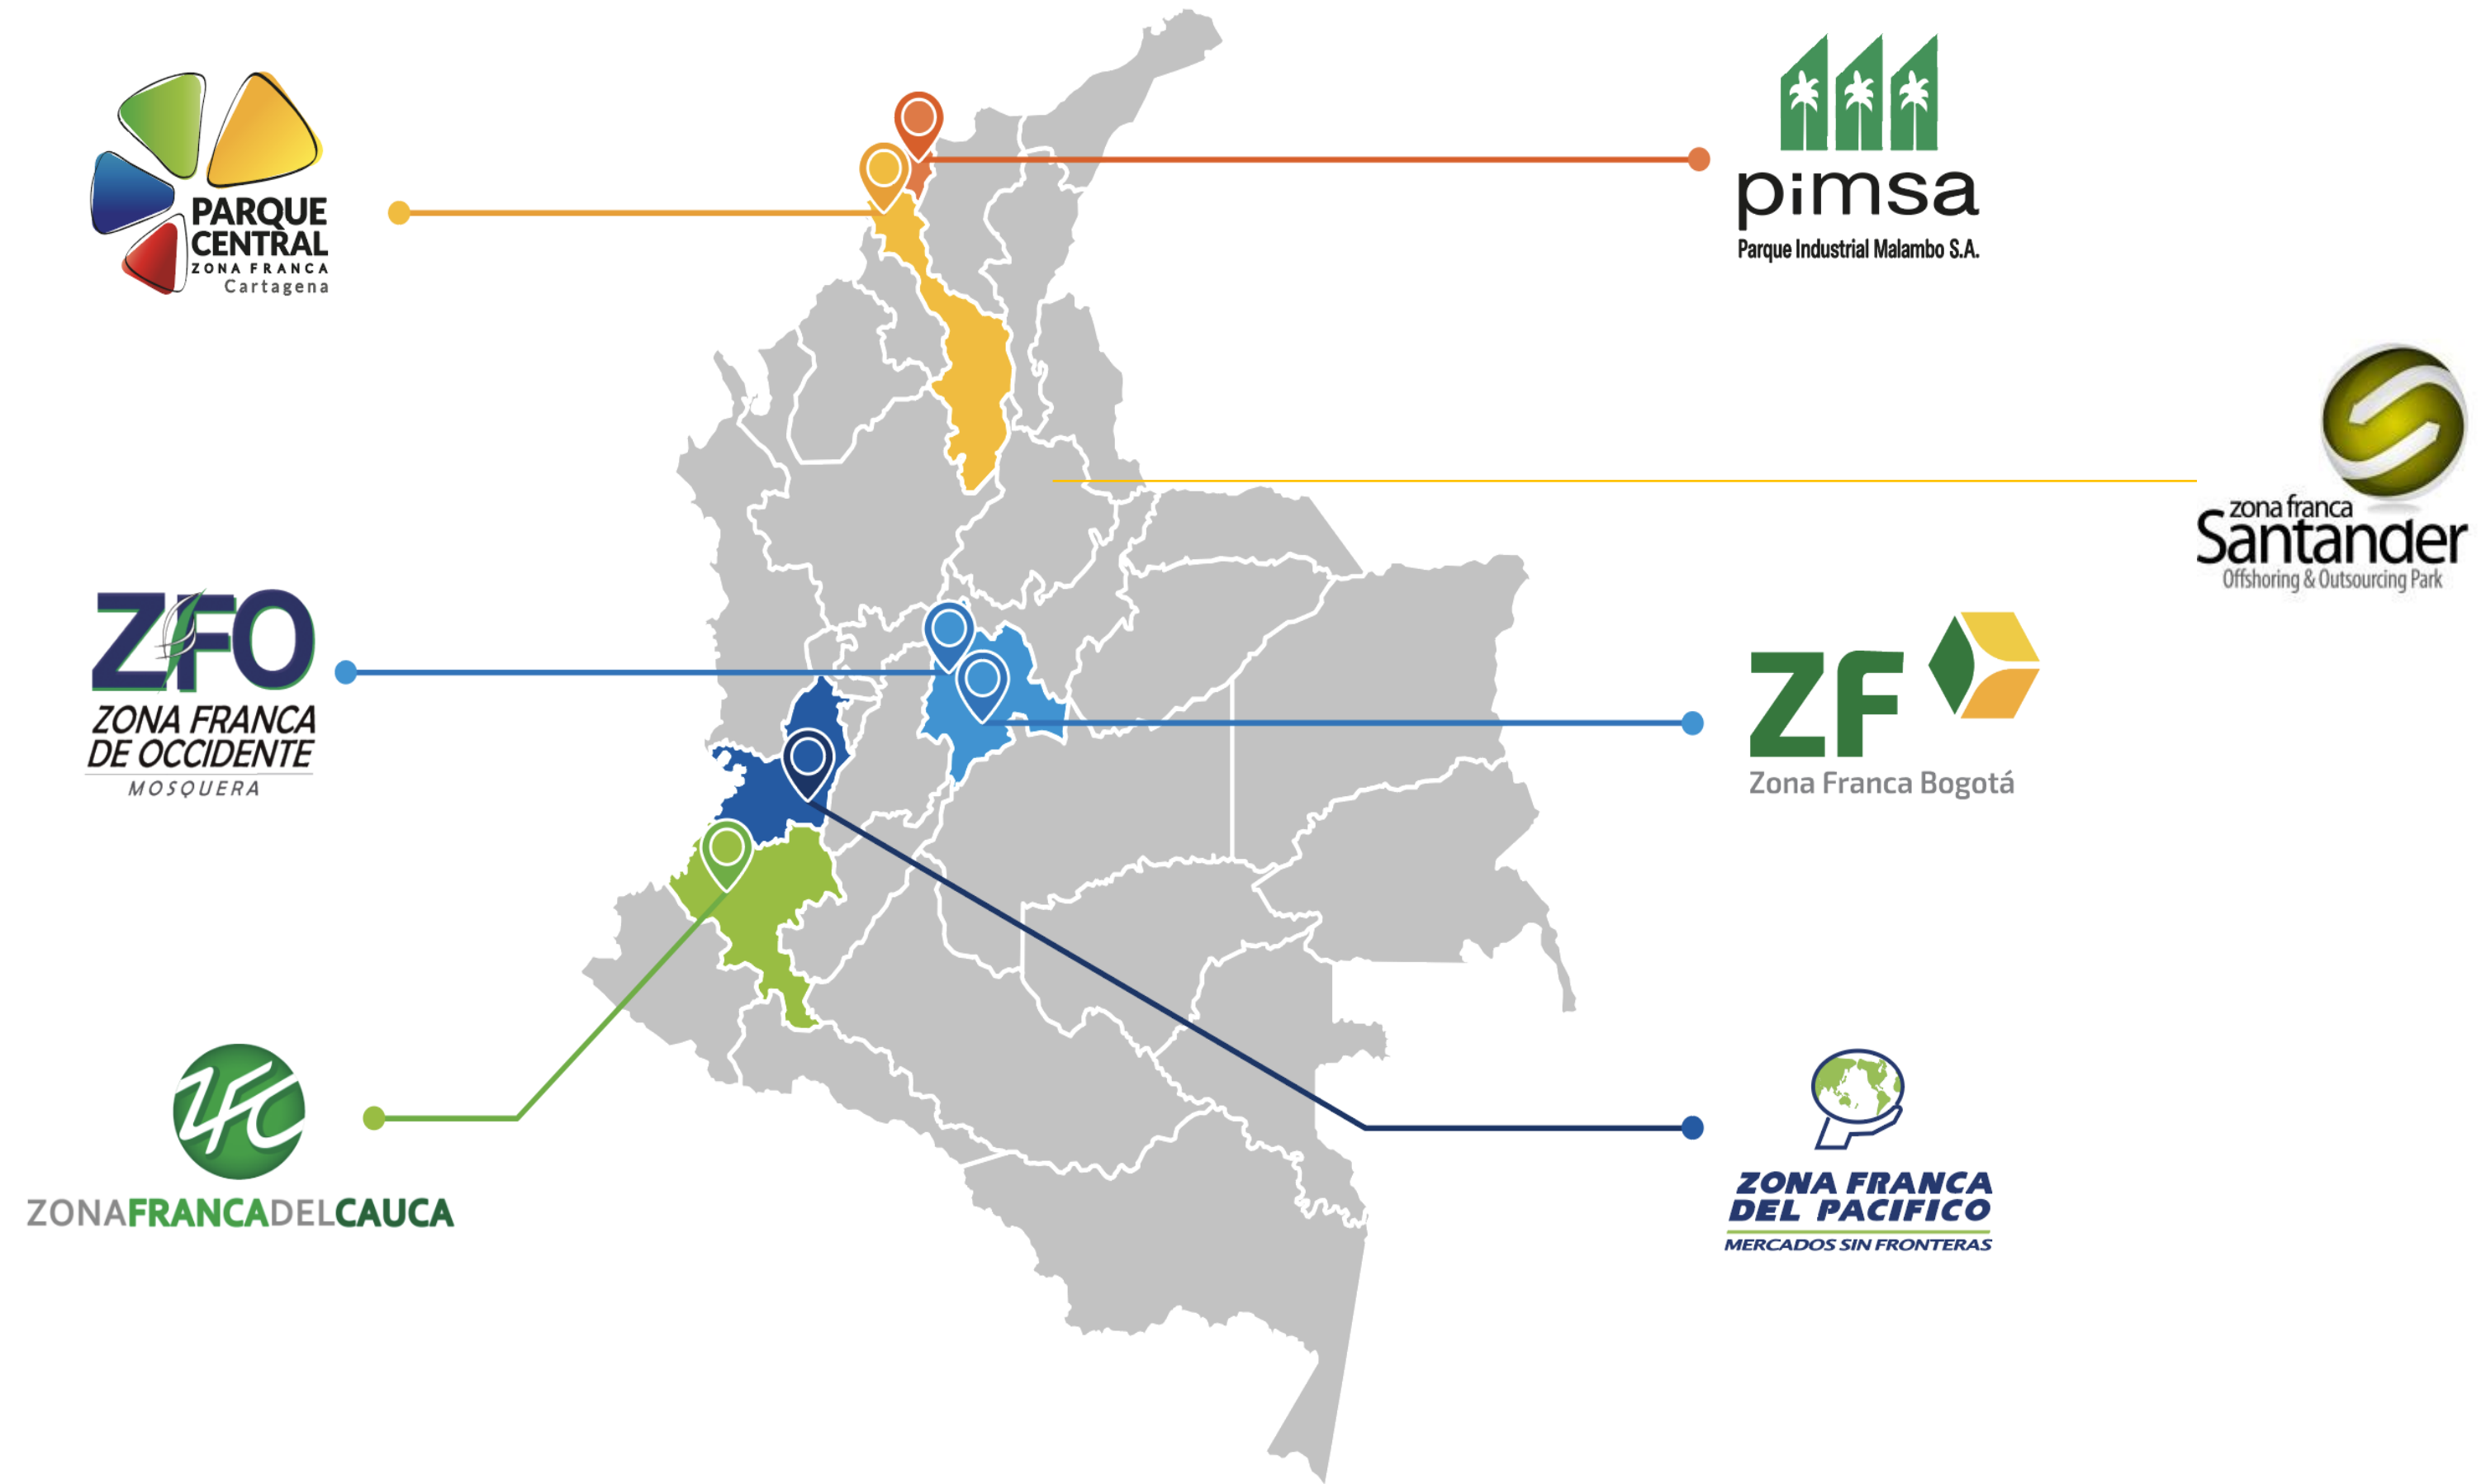 PARQUE
CENTRAL
ZONA FRANCA
Cartagena
pimsa
Parque Industrial Malambo S.A.
zona franca
Santander
Offshoring & Outsourcing Park
ZFO
ZONA FRANCA
DE OCCIDENTE
MOSQUERA
ZF
Zona Franca Bogotá
ZFC
ZONAFRANCADELCAUCA
ZONA FRANCA
DEL PACIFICO
MERCADOS SIN FRONTERAS